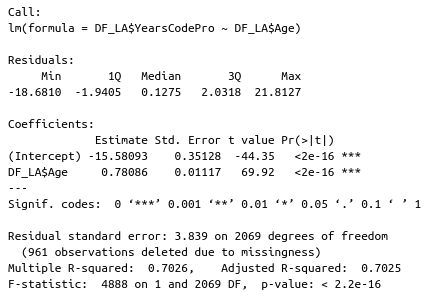 Call:
lm(formula = DF_LA$YearsCodePro ~ DF_LA$Age)
Residuals:
Min 1Q Median 3Q Max
-18.6810 -1.9405 0.1275 2.0318 21.8127
Coefficients:
Estimate Std. Error t value Pr(>|t|)
(Intercept) -15.58093 0.35128 -44.35 <2e-16 ***
DF_LA$Age 0.78086 0.01117 69.92 <2e-16 ***
---
Signif. codes: 0 ‘***’ 0.001 ‘**’ 0.01 ‘*’ 0.05 ‘.’ 0.1 ‘ ’ 1
Residual standard error: 3.839 on 2069 degrees of freedom
(961 observations deleted due to missingness)
Multiple R-squared: 0.7026, Adjusted R-squared: 0.7025
F-statistic: 4888 on 1 and 2069 DF, p-value: < 2.2e-16